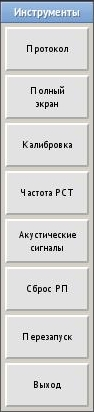 Инструменты
Протокол
Полный
экран
Калибровка
Частота РСТ
Акустические
сигналы
Сброс РП
Перезапуск
Выход